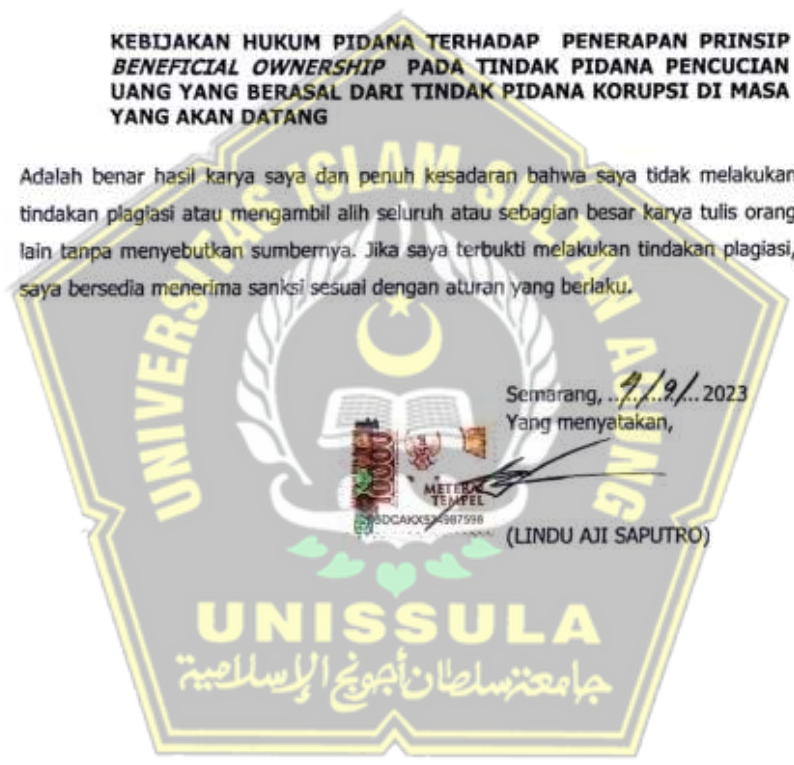 KEBIJAKAN HUKUM PIDANA TERHADAP PENERAPAN PRINSIP
BENEFICIAL OWNERSHIP PADA TINDAK PIDANA PENCUCIAN
UANG YANG BERASAL DARI TINDAK PIDANA KORUPSI DI MASA
YANG AKAN DATANG
Adalah benar hasil karya saya dan penuh kesadaran bahwa saya tidak melakukan
tindakan plagiasi atau mengambil alih seluruh atau sebagian besar karya tulis orang
lain tanpa menyebutkan sumbernya. Jika saya terbukti melakukan tindakan plagiasi,
saya bersedia menerima sanksi sesuai dengan aturan yang berlaku.
UNIVERSITAS ISLAM SULTAN AGUNG
Semarang, 4/9/ 2023
Yang menyatakan,
10000
METERAI
TEMPEL
(LINDU AJI SAPUTRO)
UNISSULA
جامعتنسلطان أجونج الإسلامية